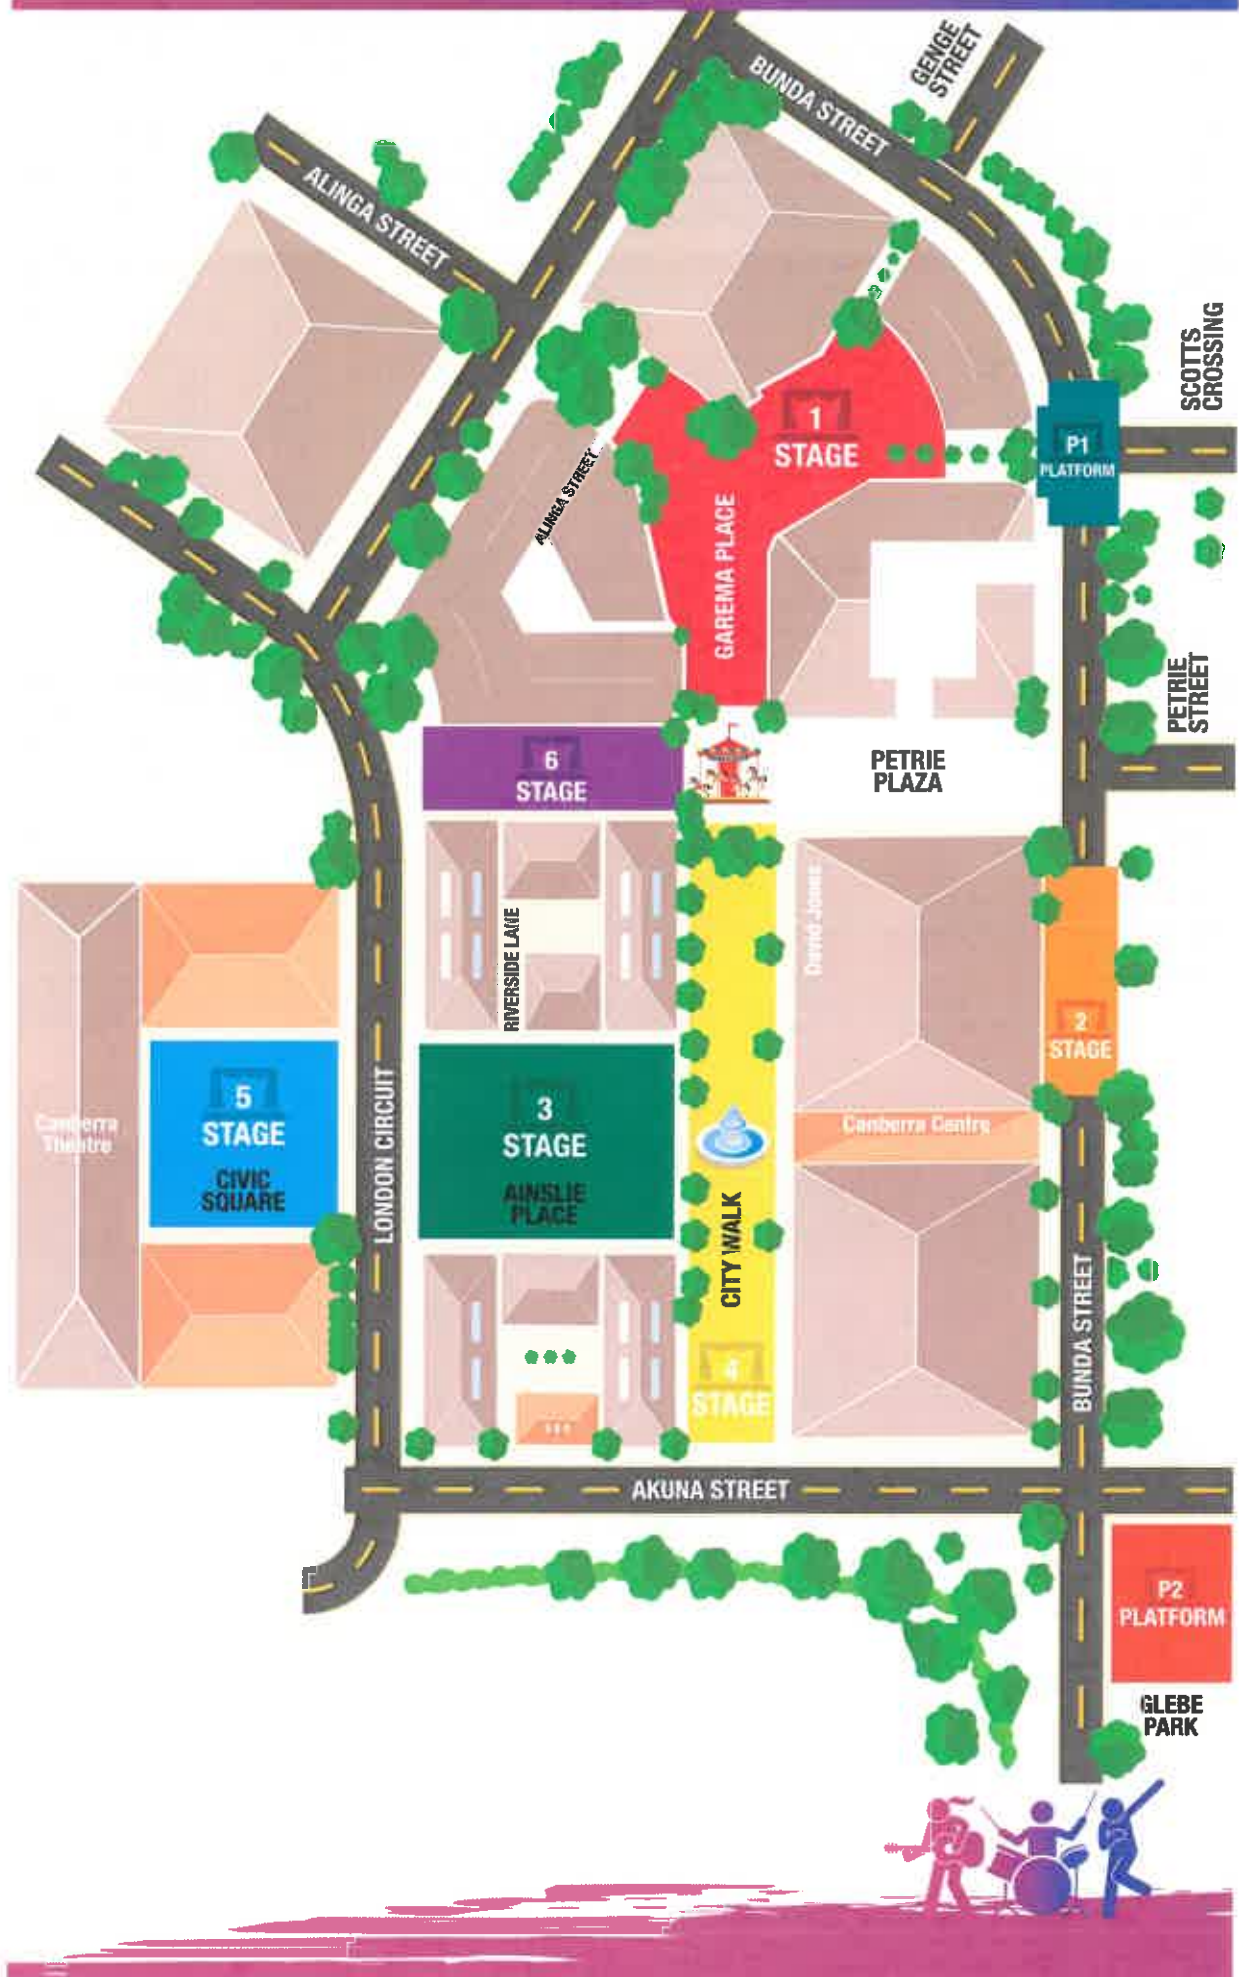 GENGE
STREET
BUNDA STREET
ALINGA STREET
SCOTTS
CROSSING
1
STAGE
P1
PLATFORM
ALINGA STREET
GAREMA PLACE
PETRIE
STREET
6
STAGE
PETRIE
PLAZA
David Jones
RIVERSIDE LANE
2
STAGE
5
STAGE
CIVIC
SQUARE
LONDON CIRCUIT
3
STAGE
AINSLIE
PLACE
Canberra
Theatre
Canberra Centre
CITY WALK
BUNDA STREET
4
STAGE
AKUNA STREET
P2
PLATFORM
GLEBE
PARK